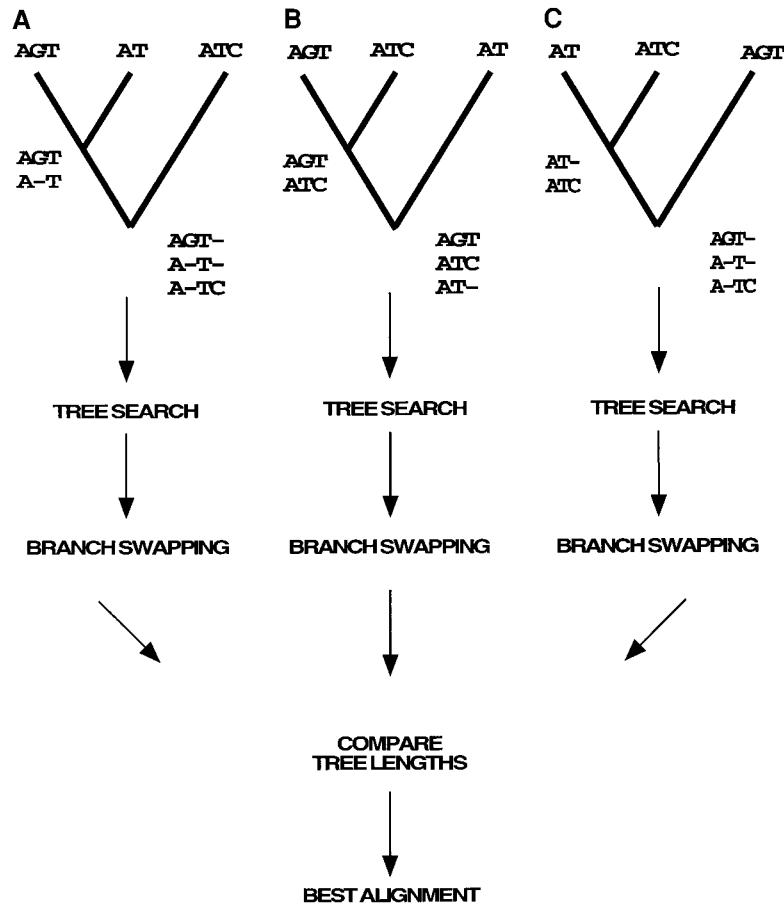 A
B
C
AGT AT ATC
AGT ATC AT
AT ATC AGT
AGT
A-T
AGT
ATC
AT-
ATC
AGT-
A-T-
A-TC
AGT
ATC
AT-
AGT-
A-T-
A-TC
TREE SEARCH
TREE SEARCH
TREE SEARCH
BRANCH SWAPPING
BRANCH SWAPPING
BRANCH SWAPPING
COMPARE
TREE LENGTHS
BEST ALIGNMENT